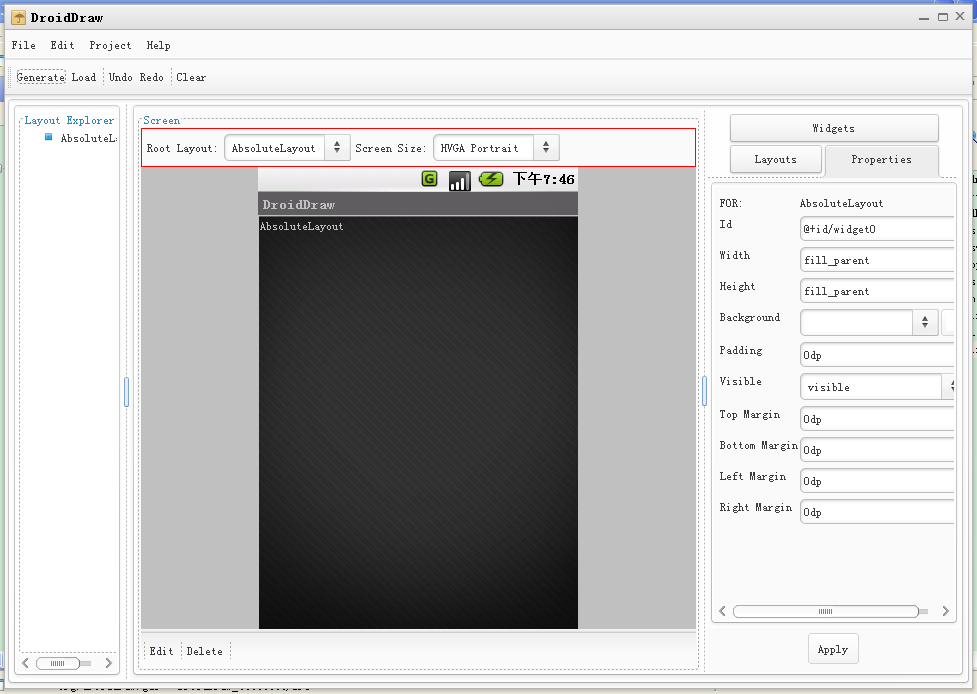 DroidDraw
File Edit Project Help
Generate Load Undo Redo Clear
Layout Explorer
AbsoluteL
Screen
Root Layout: AbsoluteLayout Screen Size: HVGA Portrait
下午7:46
DroidDraw
AbsoluteLayout
Edit Delete
Widgets
Layouts Properties
FOR: AbsoluteLayout
Id @+id/widget0
Width fill_parent
Height fill_parent
Background
Padding 0dp
Visible visible
Top Margin 0dp
Bottom Margin 0dp
Left Margin 0dp
Right Margin 0dp
Apply